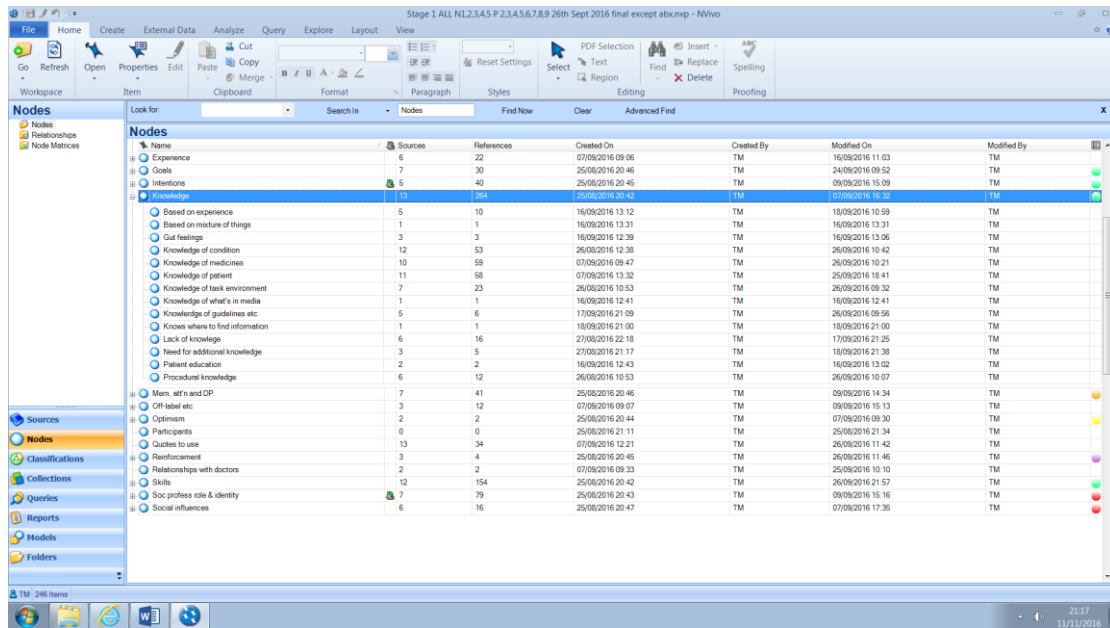 Stage 1 ALL N1,2,3,4,5 P 2,3,4,5,6,7,8,9 26th Sept 2016 final except abx.nvp - NVivo
File Home Create External Data Analyze Query Explore Layout View
Go Refresh Open Properties Edit Paste Cut Copy Merge
B I U A
Reset Settings Select PDF Selection Text Region Find Insert Replace Delete ABC Spelling
Workspace Item Clipboard Format Paragraph Styles Editing Proofing
Nodes
Nodes
Relationships
Node Matrices
Look for: Search In Nodes Find Now Clear Advanced Find x
Nodes
Name Sources References Created On Created By Modified On Modified By
Experience 6 22 07/09/2016 09:06 TM 16/09/2016 11:03 TM
Goals 7 30 25/08/2016 20:46 TM 24/09/2016 09:52 TM
Intentions 5 40 25/08/2016 20:45 TM 09/09/2016 15:09 TM
Knowledge 13 264 25/08/2016 20:42 TM 07/09/2016 16:32 TM
Based on experience 5 10 16/09/2016 13:12 TM 18/09/2016 10:59 TM
Based on mixture of things 1 1 16/09/2016 13:31 TM 16/09/2016 13:31 TM
Gut feelings 3 3 16/09/2016 12:39 TM 16/09/2016 13:06 TM
Knowledge of condition 12 53 26/08/2016 12:38 TM 26/09/2016 10:42 TM
Knowledge of medicines 10 59 07/09/2016 09:47 TM 26/09/2016 10:21 TM
Knowledge of patient 11 58 07/09/2016 13:32 TM 25/09/2016 18:41 TM
Knowledge of task environment 7 23 26/08/2016 10:53 TM 26/09/2016 09:32 TM
Knowledge of what's in media 1 1 16/09/2016 12:41 TM 16/09/2016 12:41 TM
Knowlerdge of guidelines etc 5 6 17/09/2016 21:09 TM 26/09/2016 09:56 TM
Knows where to find information 1 1 18/09/2016 21:00 TM 18/09/2016 21:00 TM
Lack of knowlege 6 16 27/08/2016 22:18 TM 17/09/2016 21:25 TM
Need for additional knowledge 3 5 27/08/2016 21:17 TM 18/09/2016 21:38 TM
Patient education 2 2 16/09/2016 12:43 TM 16/09/2016 13:02 TM
Procedural knowledge 6 12 26/08/2016 10:53 TM 26/09/2016 10:07 TM
Mem, att'n and DP 7 41 25/08/2016 20:46 TM 09/09/2016 14:34 TM
Off-label etc 3 12 07/09/2016 09:07 TM 09/09/2016 15:13 TM
Optimism 2 2 25/08/2016 20:44 TM 07/09/2016 09:30 TM
Participants 0 0 25/08/2016 21:11 TM 25/08/2016 21:34 TM
Quotes to use 13 34 07/09/2016 12:21 TM 26/09/2016 11:42 TM
Reinforcement 3 4 25/08/2016 20:45 TM 26/09/2016 11:46 TM
Relationships with doctors 2 2 07/09/2016 09:33 TM 25/09/2016 10:10 TM
Skills 12 154 25/08/2016 20:42 TM 26/09/2016 21:57 TM
Soc profess role & identity 7 79 25/08/2016 20:43 TM 09/09/2016 15:16 TM
Social influences 6 16 25/08/2016 20:47 TM 07/09/2016 17:35 TM
Sources
Nodes
Classifications
Collections
Queries
Reports
Models
Folders
TM 246 Items
21:17
11/11/2016